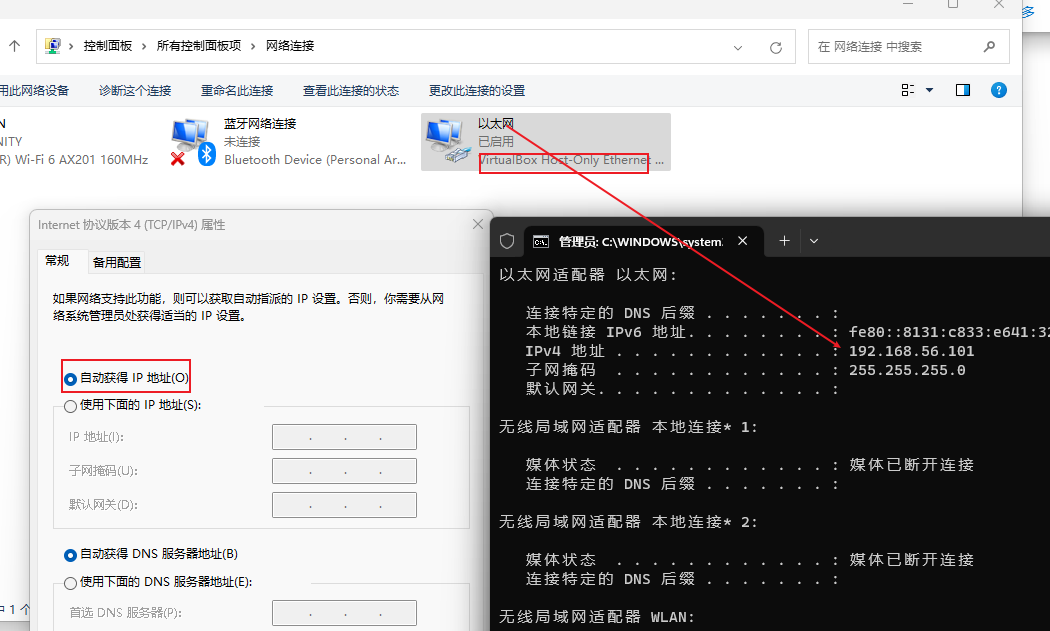 多
控制面板 › 所有控制面板项 › 网络连接
在 网络连接 中搜索
用此网络设备 诊断这个连接 重命名此连接 查看此连接的状态 更改此连接的设置
N
NITY
R) Wi-Fi 6 AX201 160MHz
蓝牙网络连接
未连接
Bluetooth Device (Personal Ar...
以太网
已启用
VirtualBox Host-Only Ethernet ...
Internet 协议版本 4 (TCP/IPv4) 属性
常规 备用配置
如果网络支持此功能，则可以获取自动指派的 IP 设置。否则，你需要从网
络系统管理员处获得适当的 IP 设置。
自动获得 IP 地址(O)
使用下面的 IP 地址(S):
IP 地址(I):
子网掩码(U):
默认网关(D):
自动获得 DNS 服务器地址(B)
使用下面的 DNS 服务器地址(E):
首选 DNS 服务器(P):
中 1 个
管理员: C:\WINDOWS\system
以太网适配器 以太网:
连接特定的 DNS 后缀 . . . . . . . :
本地链接 IPv6 地址. . . . . . . . : fe80::8131:c833:e641:32
IPv4 地址 . . . . . . . . . . . . : 192.168.56.101
子网掩码 . . . . . . . . . . . . : 255.255.255.0
默认网关. . . . . . . . . . . . . :
无线局域网适配器 本地连接* 1:
媒体状态 . . . . . . . . . . . . : 媒体已断开连接
连接特定的 DNS 后缀 . . . . . . . :
无线局域网适配器 本地连接* 2:
媒体状态 . . . . . . . . . . . . : 媒体已断开连接
连接特定的 DNS 后缀 . . . . . . . :
无线局域网适配器 WLAN: